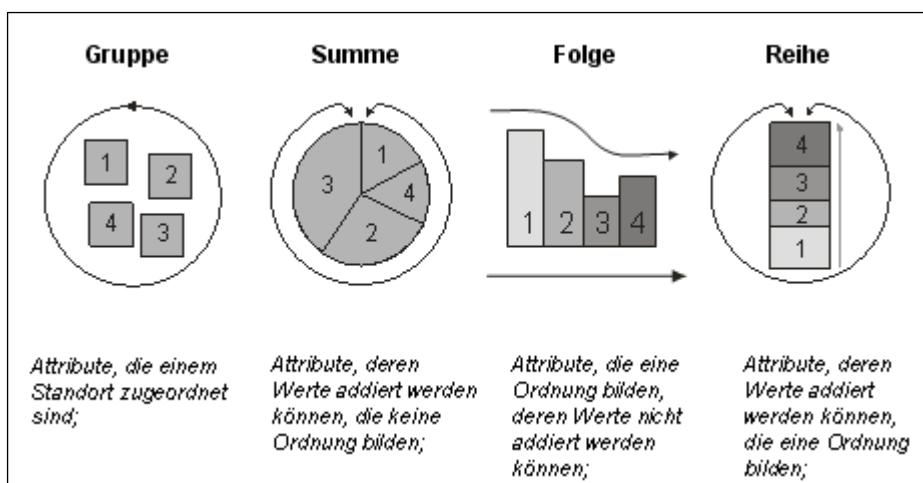 Gruppe
Summe
Folge
Reihe
1
2
4
3
3
1
4
2
1
2
3
4
4
3
2
1
Attribute, die einem
Standort zugeordnet
sind;
Attribute, deren
Werte addiert werden
können, die keine
Ordnung bilden;
Attribute, die eine
Ordnung bilden,
deren Werte nicht
addiert werden
können;
Attribute, deren
Werte addiert
werden können,
die eine Ordnung
bilden;